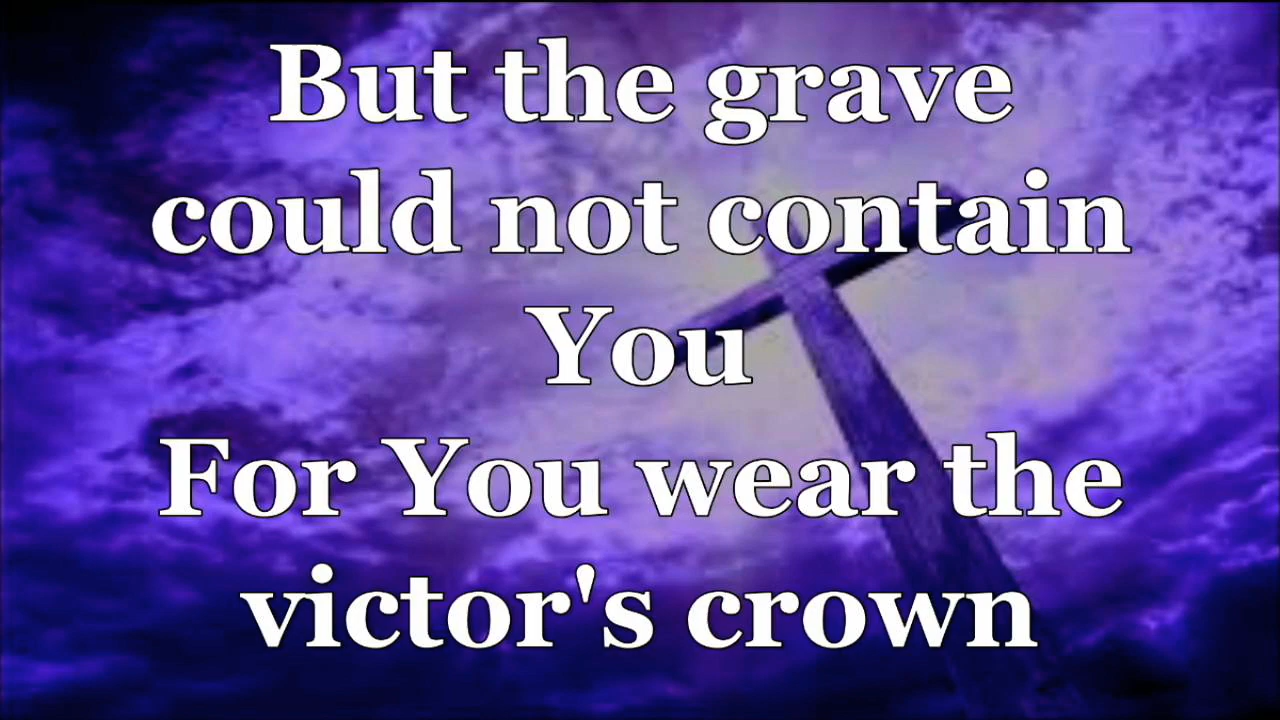 But the grave
could not contain
You
For You wear the
victor's crown